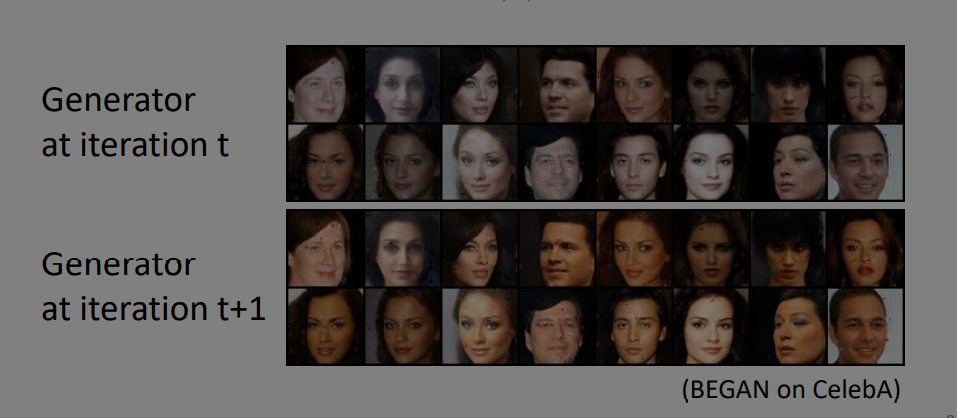 Generator
at iteration t
Generator
at iteration t+1
(BEGAN on CelebA)